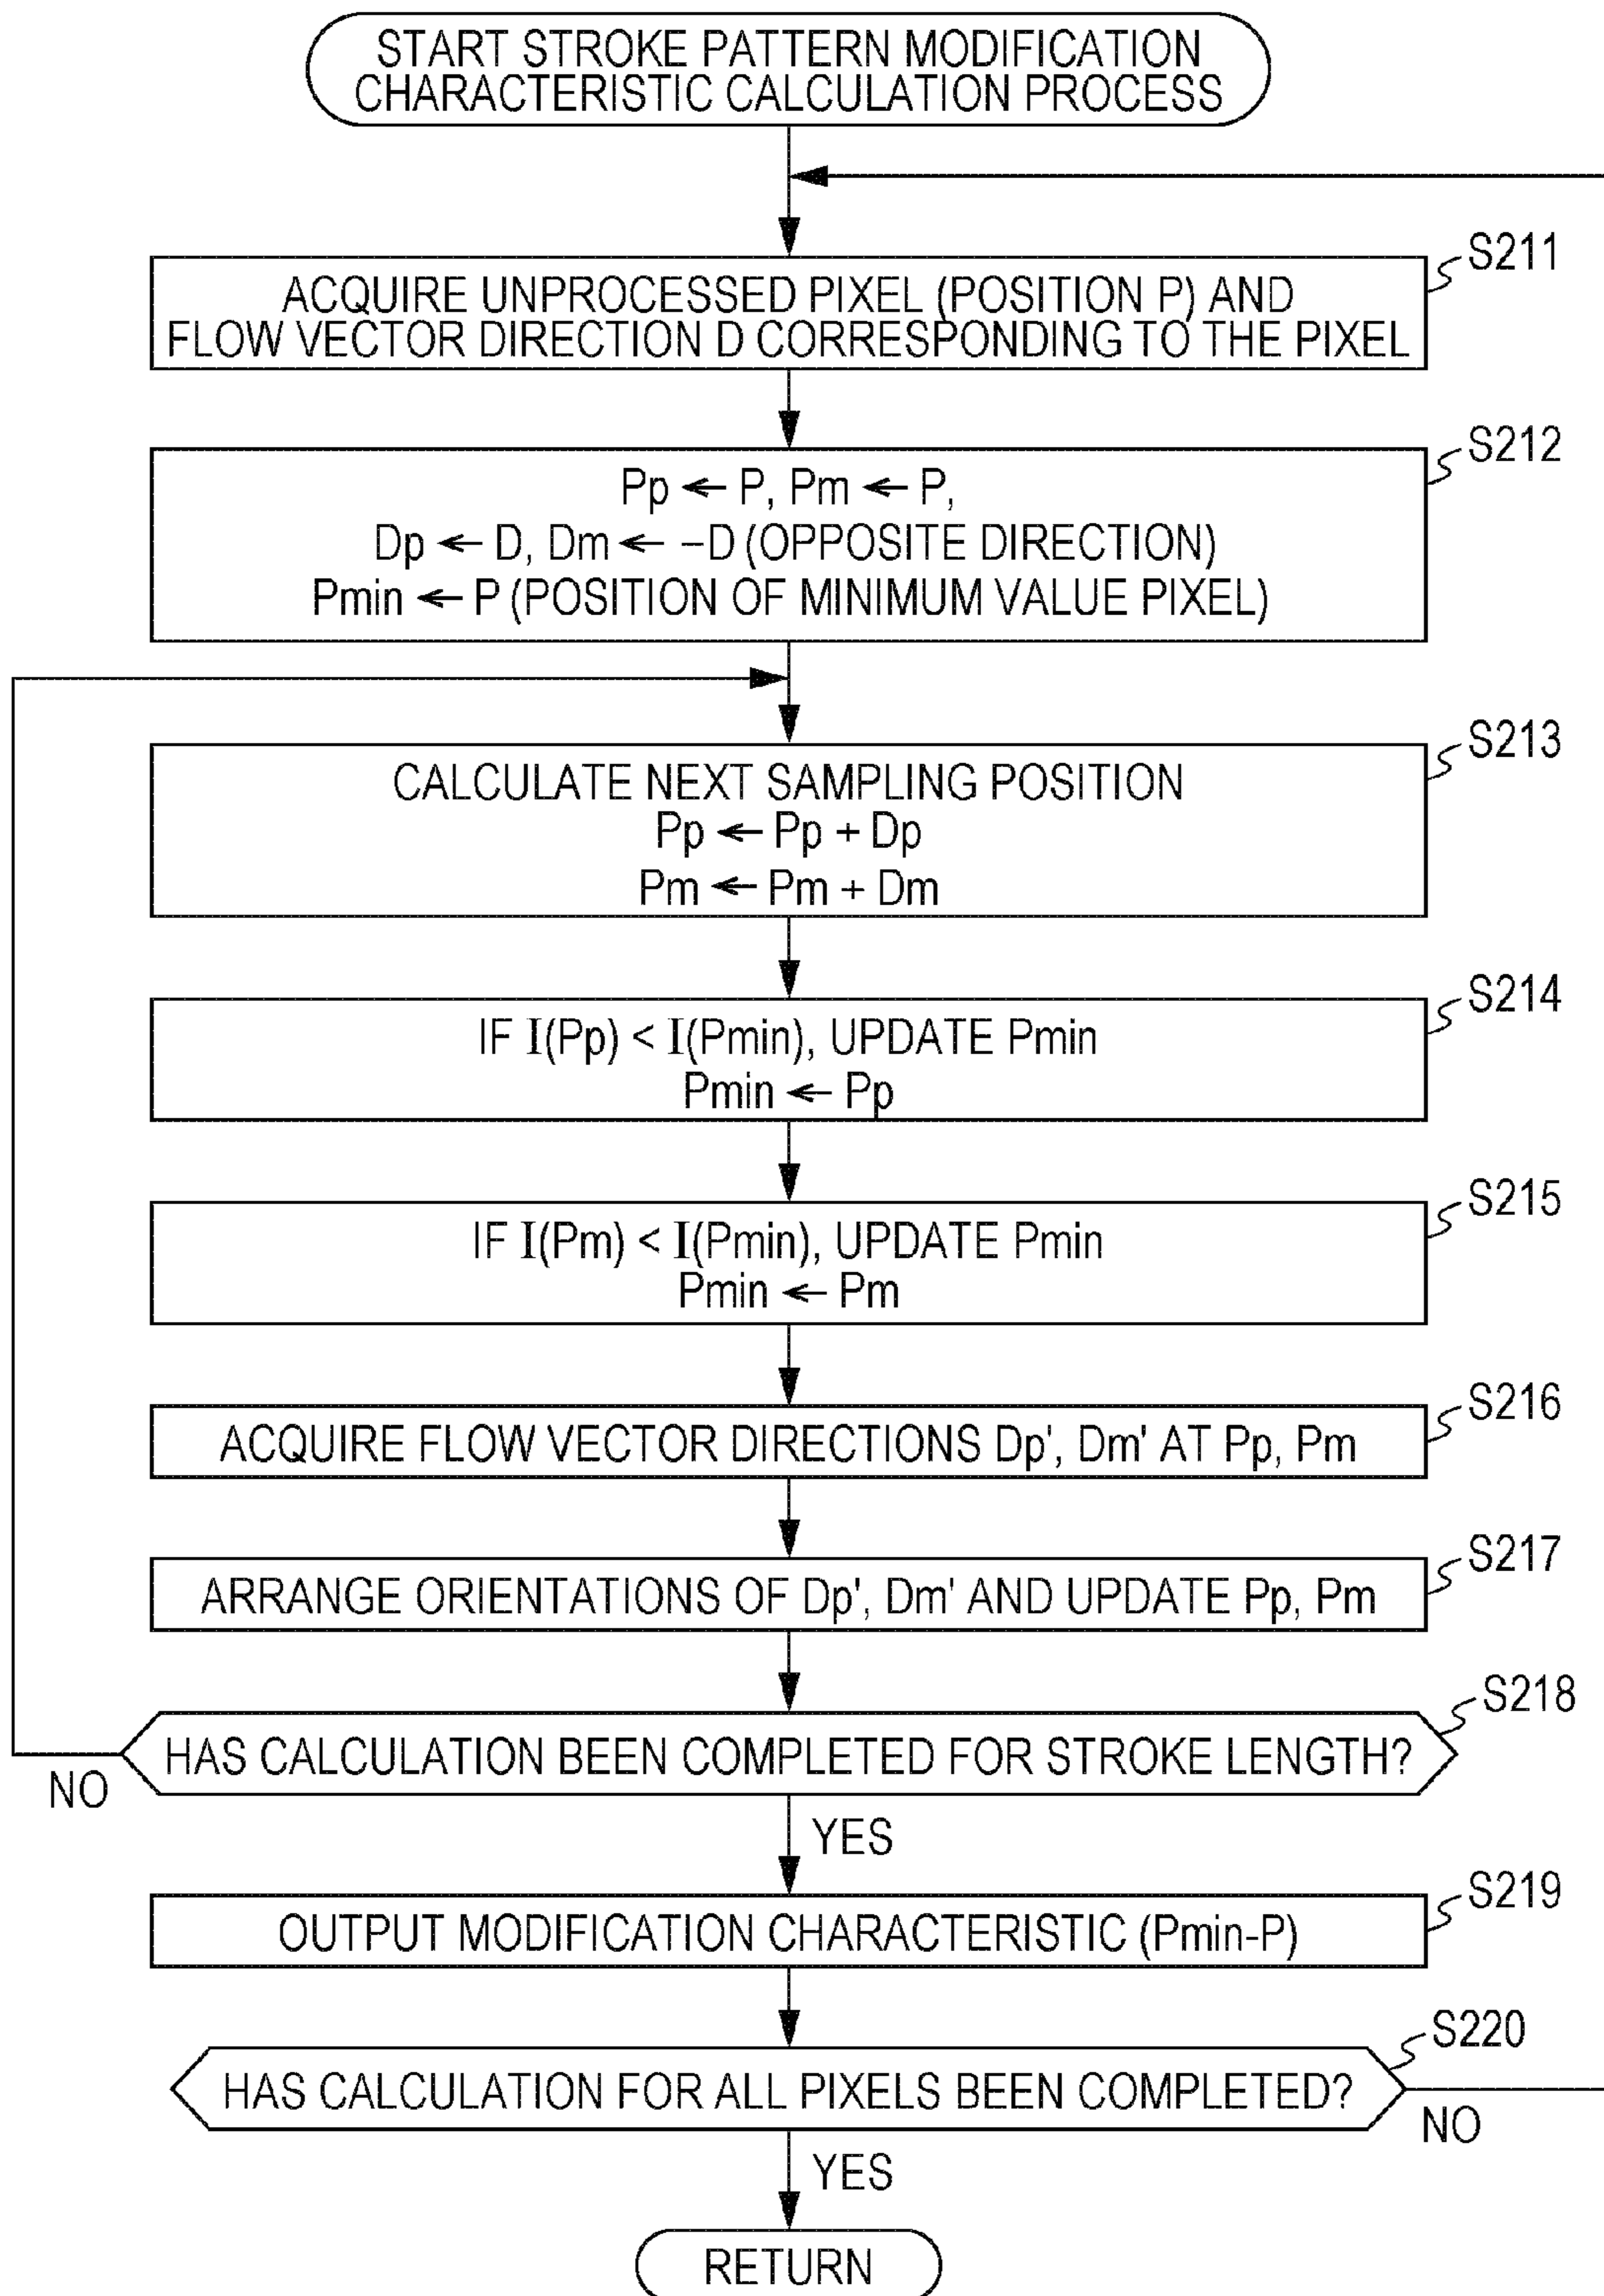 START STROKE PATTERN MODIFICATION
CHARACTERISTIC CALCULATION PROCESS
S211
ACQUIRE UNPROCESSED PIXEL (POSITION P) AND
FLOW VECTOR DIRECTION D CORRESPONDING TO THE PIXEL
S212
Pp ← P, Pm ← P,
Dp ← D, Dm ← −D (OPPOSITE DIRECTION)
Pmin ← P (POSITION OF MINIMUM VALUE PIXEL)
S213
CALCULATE NEXT SAMPLING POSITION
Pp ← Pp + Dp
Pm ← Pm + Dm
S214
IF I(Pp) < I(Pmin), UPDATE Pmin
Pmin ← Pp
S215
IF I(Pm) < I(Pmin), UPDATE Pmin
Pmin ← Pm
S216
ACQUIRE FLOW VECTOR DIRECTIONS Dp', Dm' AT Pp, Pm
S217
ARRANGE ORIENTATIONS OF Dp', Dm' AND UPDATE Pp, Pm
S218
HAS CALCULATION BEEN COMPLETED FOR STROKE LENGTH?
NO
YES
S219
OUTPUT MODIFICATION CHARACTERISTIC (Pmin-P)
S220
HAS CALCULATION FOR ALL PIXELS BEEN COMPLETED?
NO
YES
RETURN